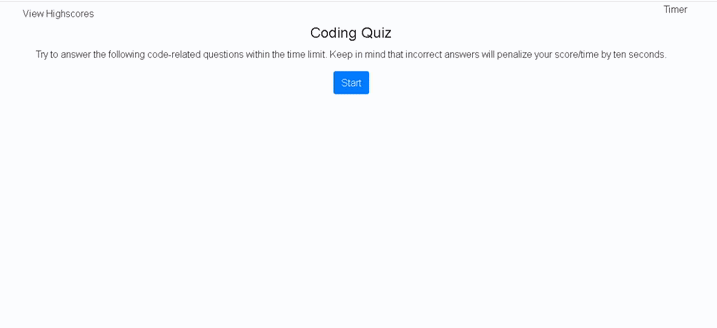 View Highscores
Timer
Coding Quiz
Try to answer the following code-related questions within the time limit. Keep in mind that incorrect answers will penalize your score/time by ten seconds.
Start